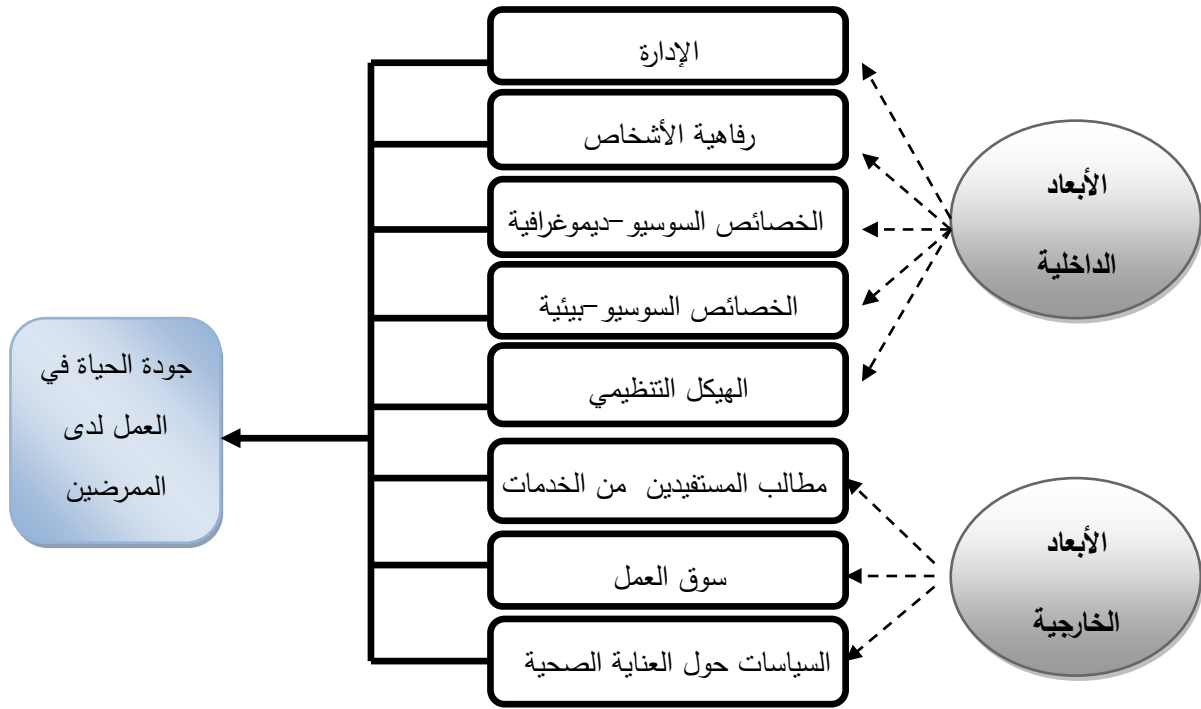 الإدارة
رفاهية الأشخاص
الخصائص السوسيو-ديموغرافية
الخصائص السوسيو-بيئية
الهيكل التنظيمي
مطالب المستفيدين من الخدمات
سوق العمل
السياسات حول العناية الصحية
الأبعاد
الداخلية
الأبعاد
الخارجية
جودة الحياة في
العمل لدى
الممرضين